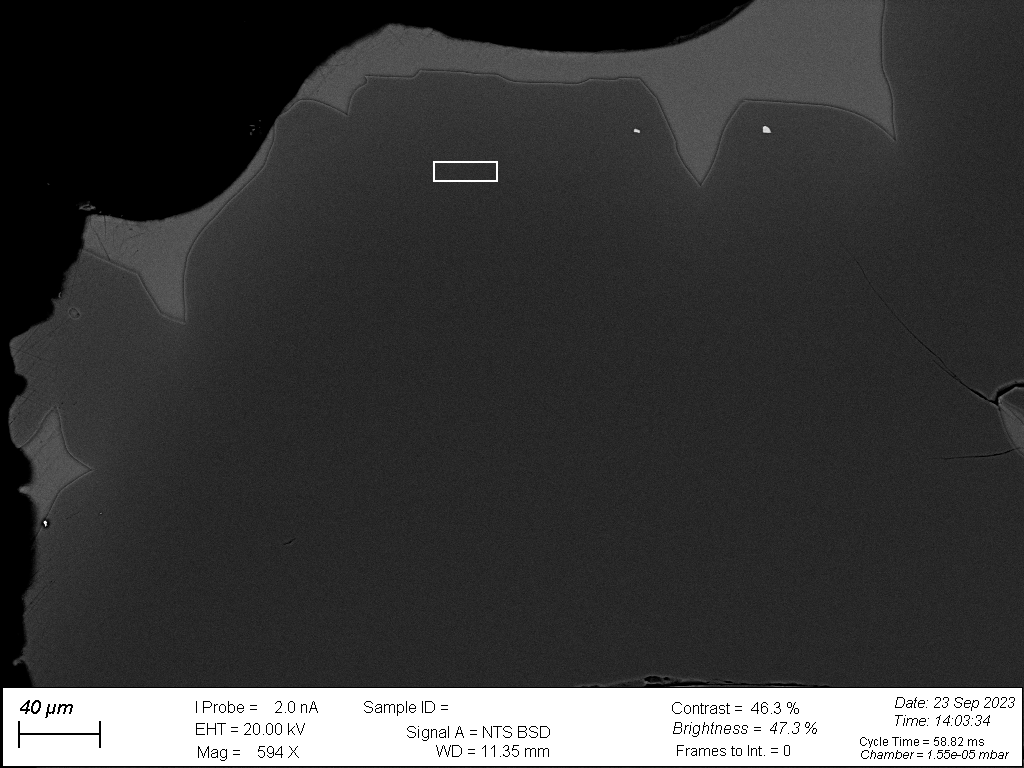 40 µm
I Probe = 2.0 nA
EHT = 20.00 kV
Mag = 594 X
Sample ID =
Signal A = NTS BSD
WD = 11.35 mm
Contrast = 46.3 %
Brightness = 47.3 %
Frames to Int. = 0
Date: 23 Sep 2023
Time: 14:03:34
Cycle Time = 58.82 ms
Chamber = 1.55e-05 mbar